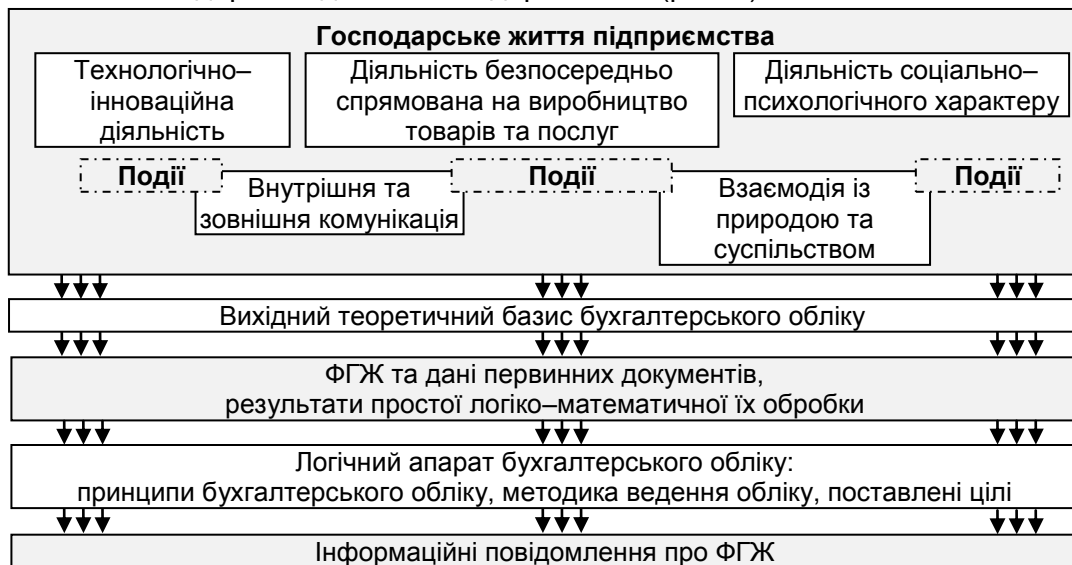 Господарське життя підприємства
Технологічно–
інноваційна
діяльність
Діяльність безпосередньо
спрямована на виробництво
товарів та послуг
Діяльність соціально–
психологічного характеру
Події
Події
Події
Внутрішня та
зовнішня комунікація
Взаємодія із
природою та
суспільством
Вихідний теоретичний базис бухгалтерського обліку
ФГЖ та дані первинних документів,
результати простої логіко–математичної їх обробки
Логічний апарат бухгалтерського обліку:
принципи бухгалтерського обліку, методика ведення обліку, поставлені цілі
Інформаційні повідомлення про ФГЖ